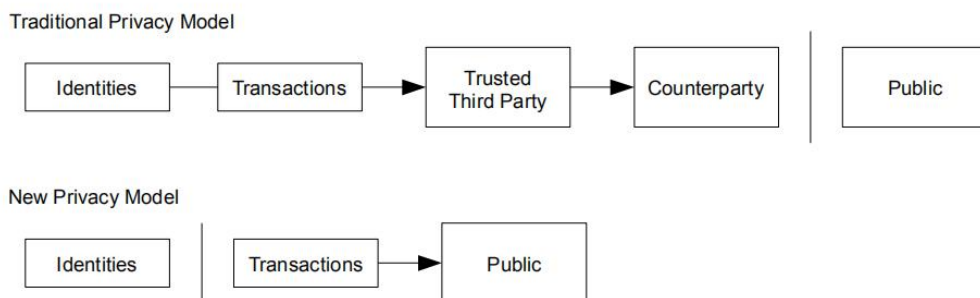 Traditional Privacy Model
Identities
Transactions
Trusted
Third Party
Counterparty
Public
New Privacy Model
Identities
Transactions
Public